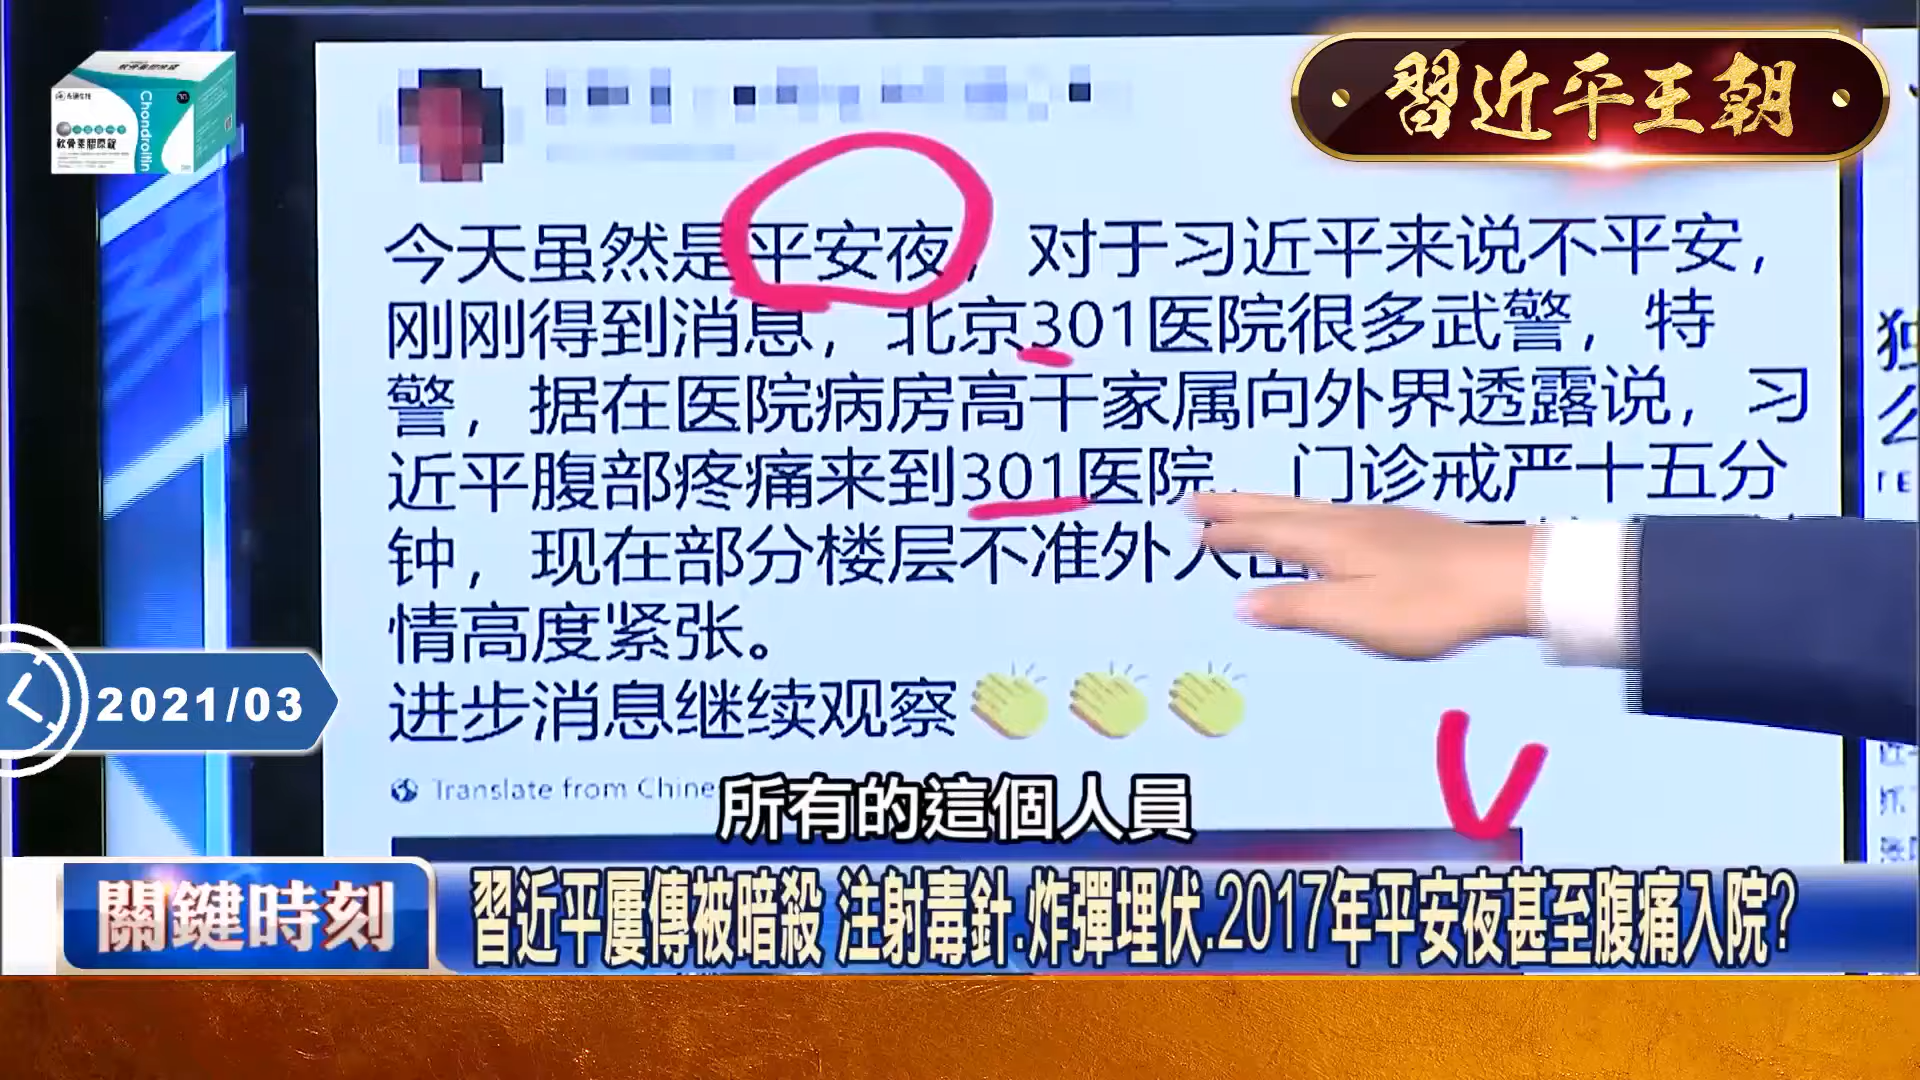 習近平王朝
Chondroitin
軟骨素膠原錠
今天虽然是平安夜，对于习近平来说不平安，
刚刚得到消息，北京301医院很多武警，特
警，据在医院病房高干家属向外界透露说，习
近平腹部疼痛来到301医院，门诊戒严十五分
钟，现在部分楼层不准外人
情高度紧张。
进步消息继续观察👏👏👏
Translate from Chine
独
么
2021/03
所有的這個人員
關鍵時刻
習近平屢傳被暗殺 注射毒針.炸彈埋伏.2017年平安夜甚至腹痛入院?